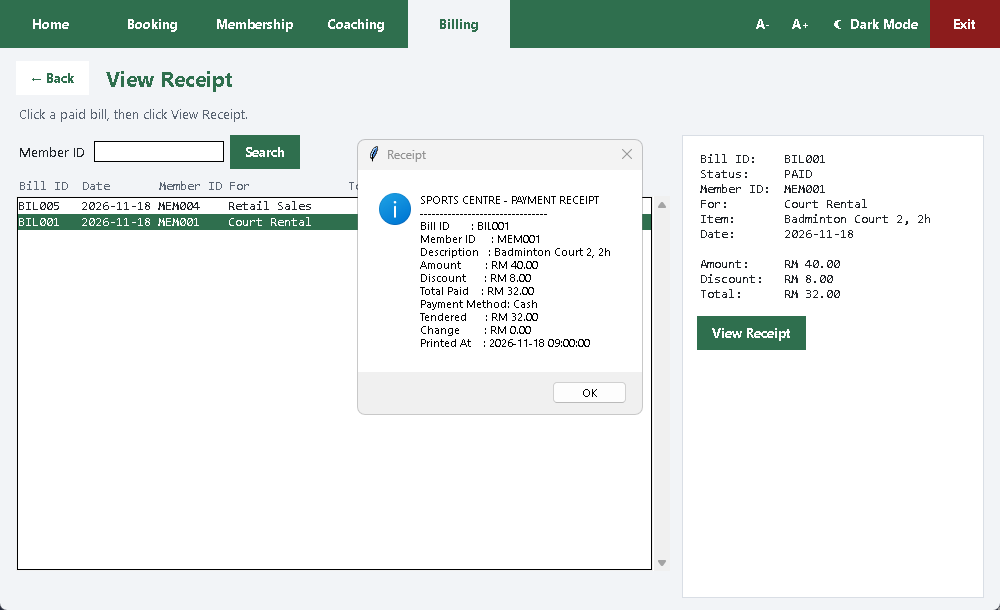 Home Booking Membership Coaching Billing A- A+ ☾ Dark Mode Exit
← Back View Receipt
Click a paid bill, then click View Receipt.
Member ID Search
Bill ID Date Member ID For
BIL005 2026-11-18 MEM004 Retail Sales
BIL001 2026-11-18 MEM001 Court Rental
Receipt
SPORTS CENTRE - PAYMENT RECEIPT
--------------------------------
Bill ID : BIL001
Member ID : MEM001
Description : Badminton Court 2, 2h
Amount : RM 40.00
Discount : RM 8.00
Total Paid : RM 32.00
Payment Method: Cash
Tendered : RM 32.00
Change : RM 0.00
Printed At : 2026-11-18 09:00:00
OK
Bill ID: BIL001
Status: PAID
Member ID: MEM001
For: Court Rental
Item: Badminton Court 2, 2h
Date: 2026-11-18
Amount: RM 40.00
Discount: RM 8.00
Total: RM 32.00
View Receipt